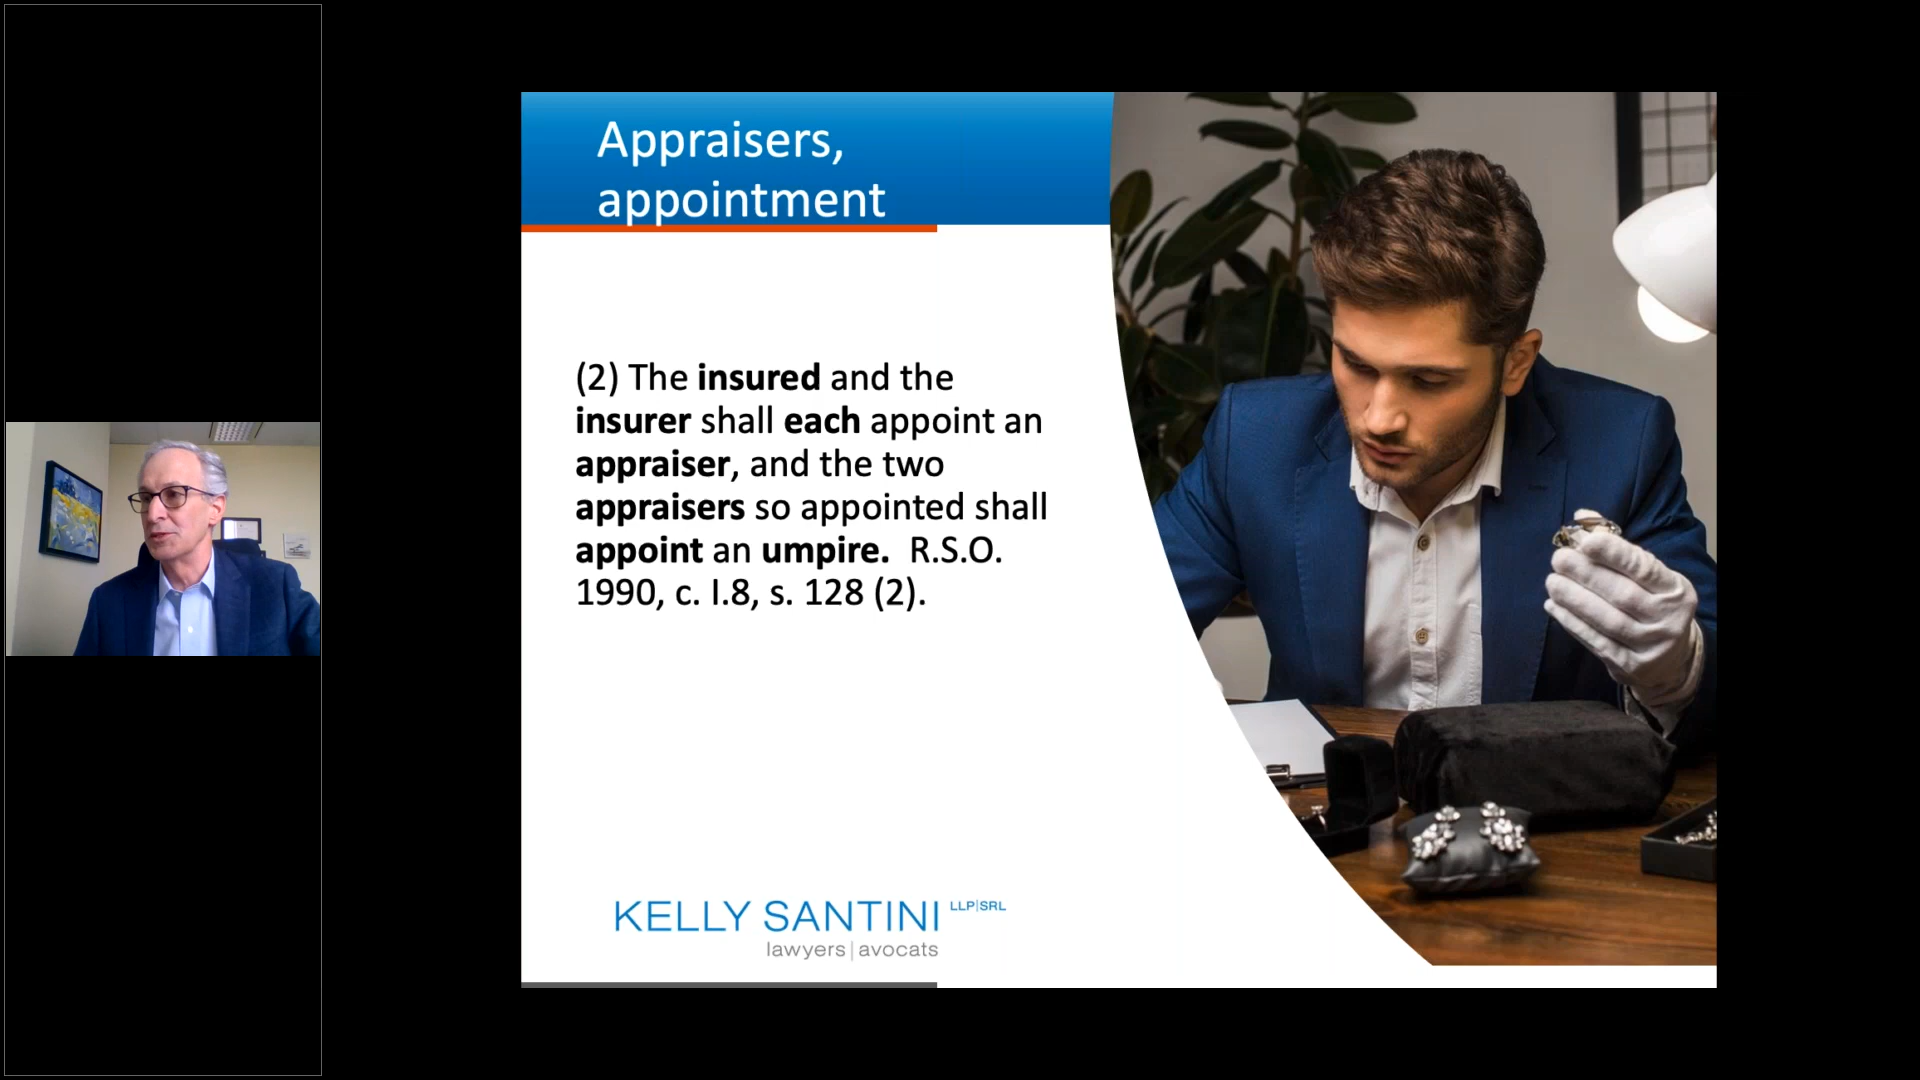 Appraisers,
appointment
(2) The insured and the
insurer shall each appoint an
appraiser, and the two
appraisers so appointed shall
appoint an umpire.  R.S.O.
1990, c. I.8, s. 128 (2).
KELLY SANTINI LLP|SRL
lawyers|avocats